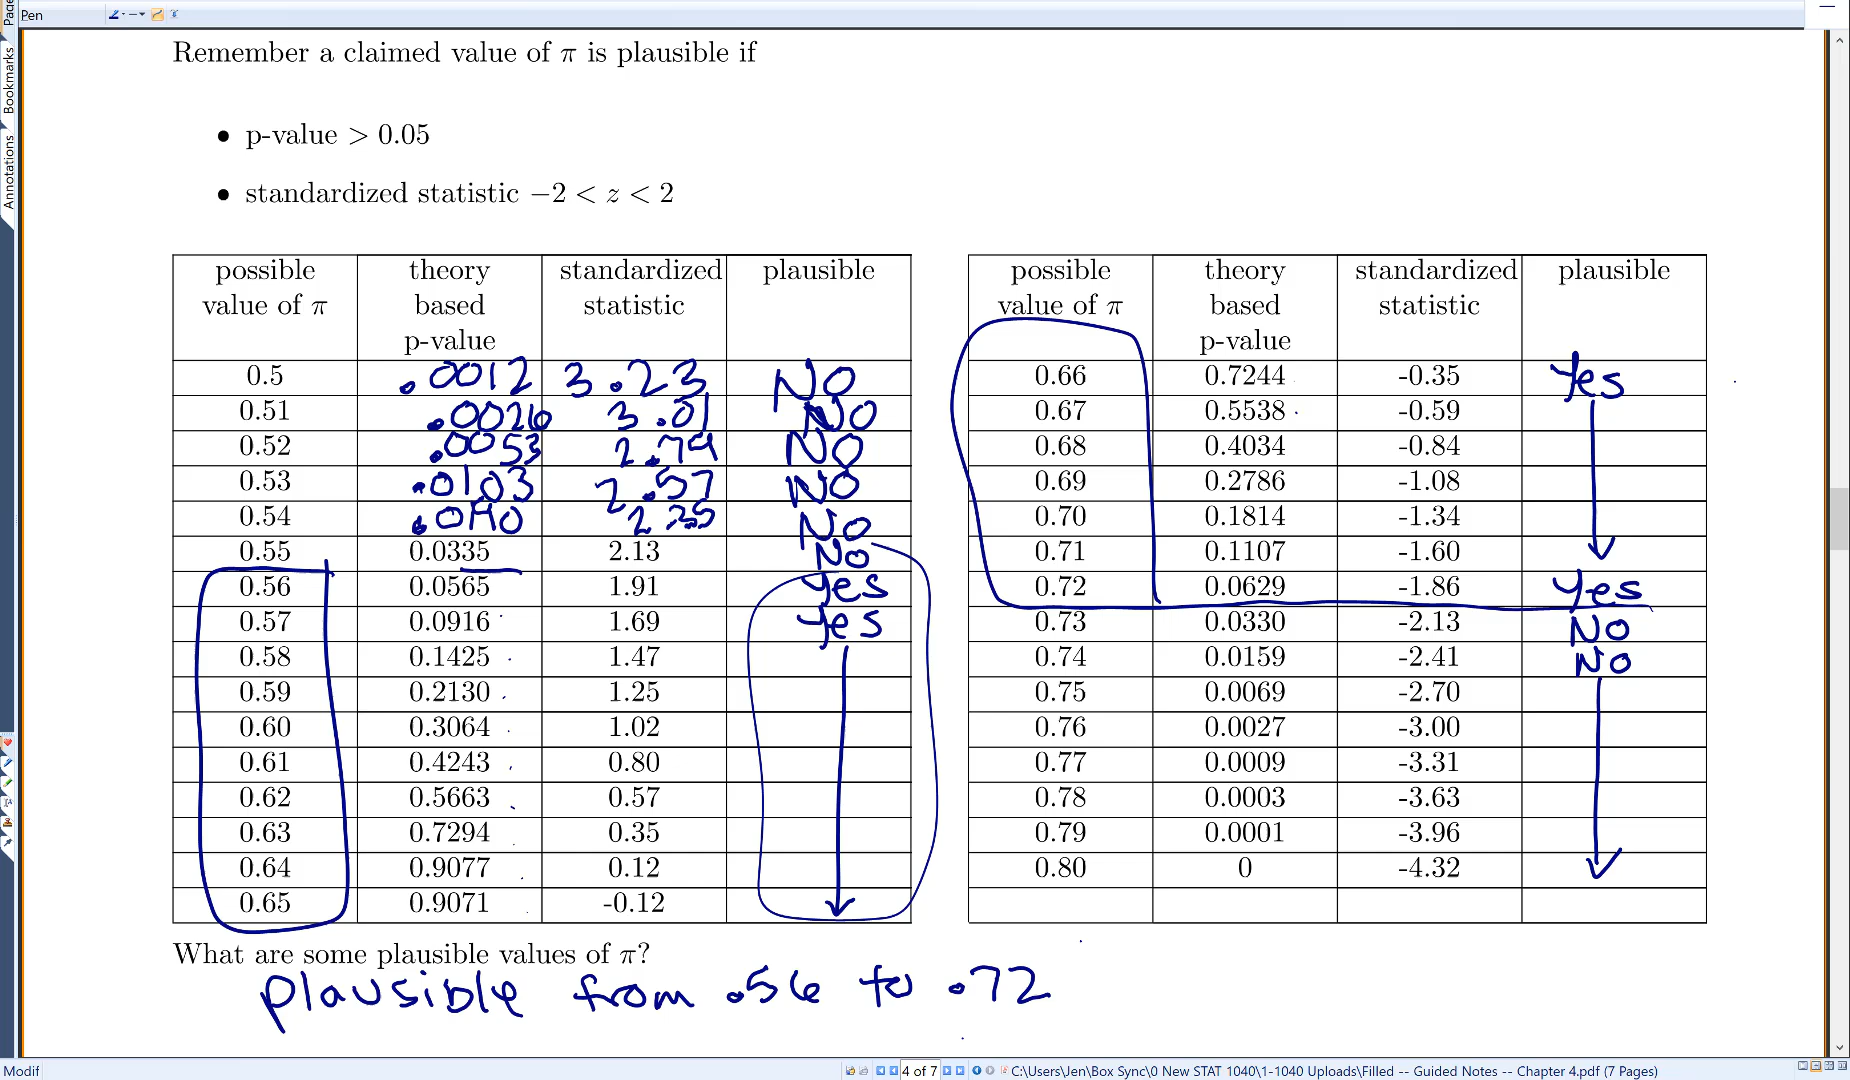 Pen
Page
Bookmarks
Annotations
Remember a claimed value of π is plausible if
• p-value > 0.05
• standardized statistic −2 < z < 2
possible value of π | theory based p-value | standardized statistic | plausible
0.5 .0012 3.23 No
0.51 .0026 3.01 No
0.52 .0053 2.79 No
0.53 .0103 2.57 No
0.54 .0190 2.35 No
0.55 0.0335 2.13 No
0.56 0.0565 1.91 Yes
0.57 0.0916 1.69 Yes
0.58 0.1425 1.47
0.59 0.2130 1.25
0.60 0.3064 1.02
0.61 0.4243 0.80
0.62 0.5663 0.57
0.63 0.7294 0.35
0.64 0.9077 0.12
0.65 0.9071 -0.12
possible value of π | theory based p-value | standardized statistic | plausible
0.66 0.7244 -0.35 Yes
0.67 0.5538 -0.59
0.68 0.4034 -0.84
0.69 0.2786 -1.08
0.70 0.1814 -1.34
0.71 0.1107 -1.60
0.72 0.0629 -1.86 Yes
0.73 0.0330 -2.13 No
0.74 0.0159 -2.41 No
0.75 0.0069 -2.70
0.76 0.0027 -3.00
0.77 0.0009 -3.31
0.78 0.0003 -3.63
0.79 0.0001 -3.96
0.80 0 -4.32
What are some plausible values of π?
plausible from .56 to .72
Modif
4 of 7
C:\Users\Jen\Box Sync\0 New STAT 1040\1-1040 Uploads\Filled -- Guided Notes -- Chapter 4.pdf (7 Pages)